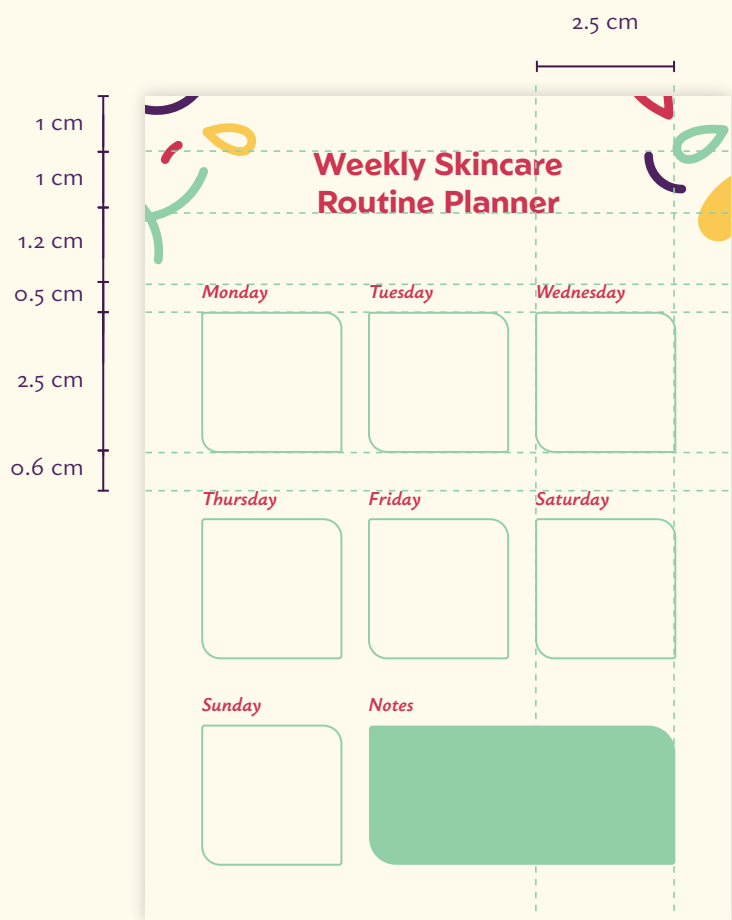 2.5 cm
1 cm
1 cm
1.2 cm
0.5 cm
2.5 cm
0.6 cm
Weekly Skincare
Routine Planner
Monday
Tuesday
Wednesday
Thursday
Friday
Saturday
Sunday
Notes